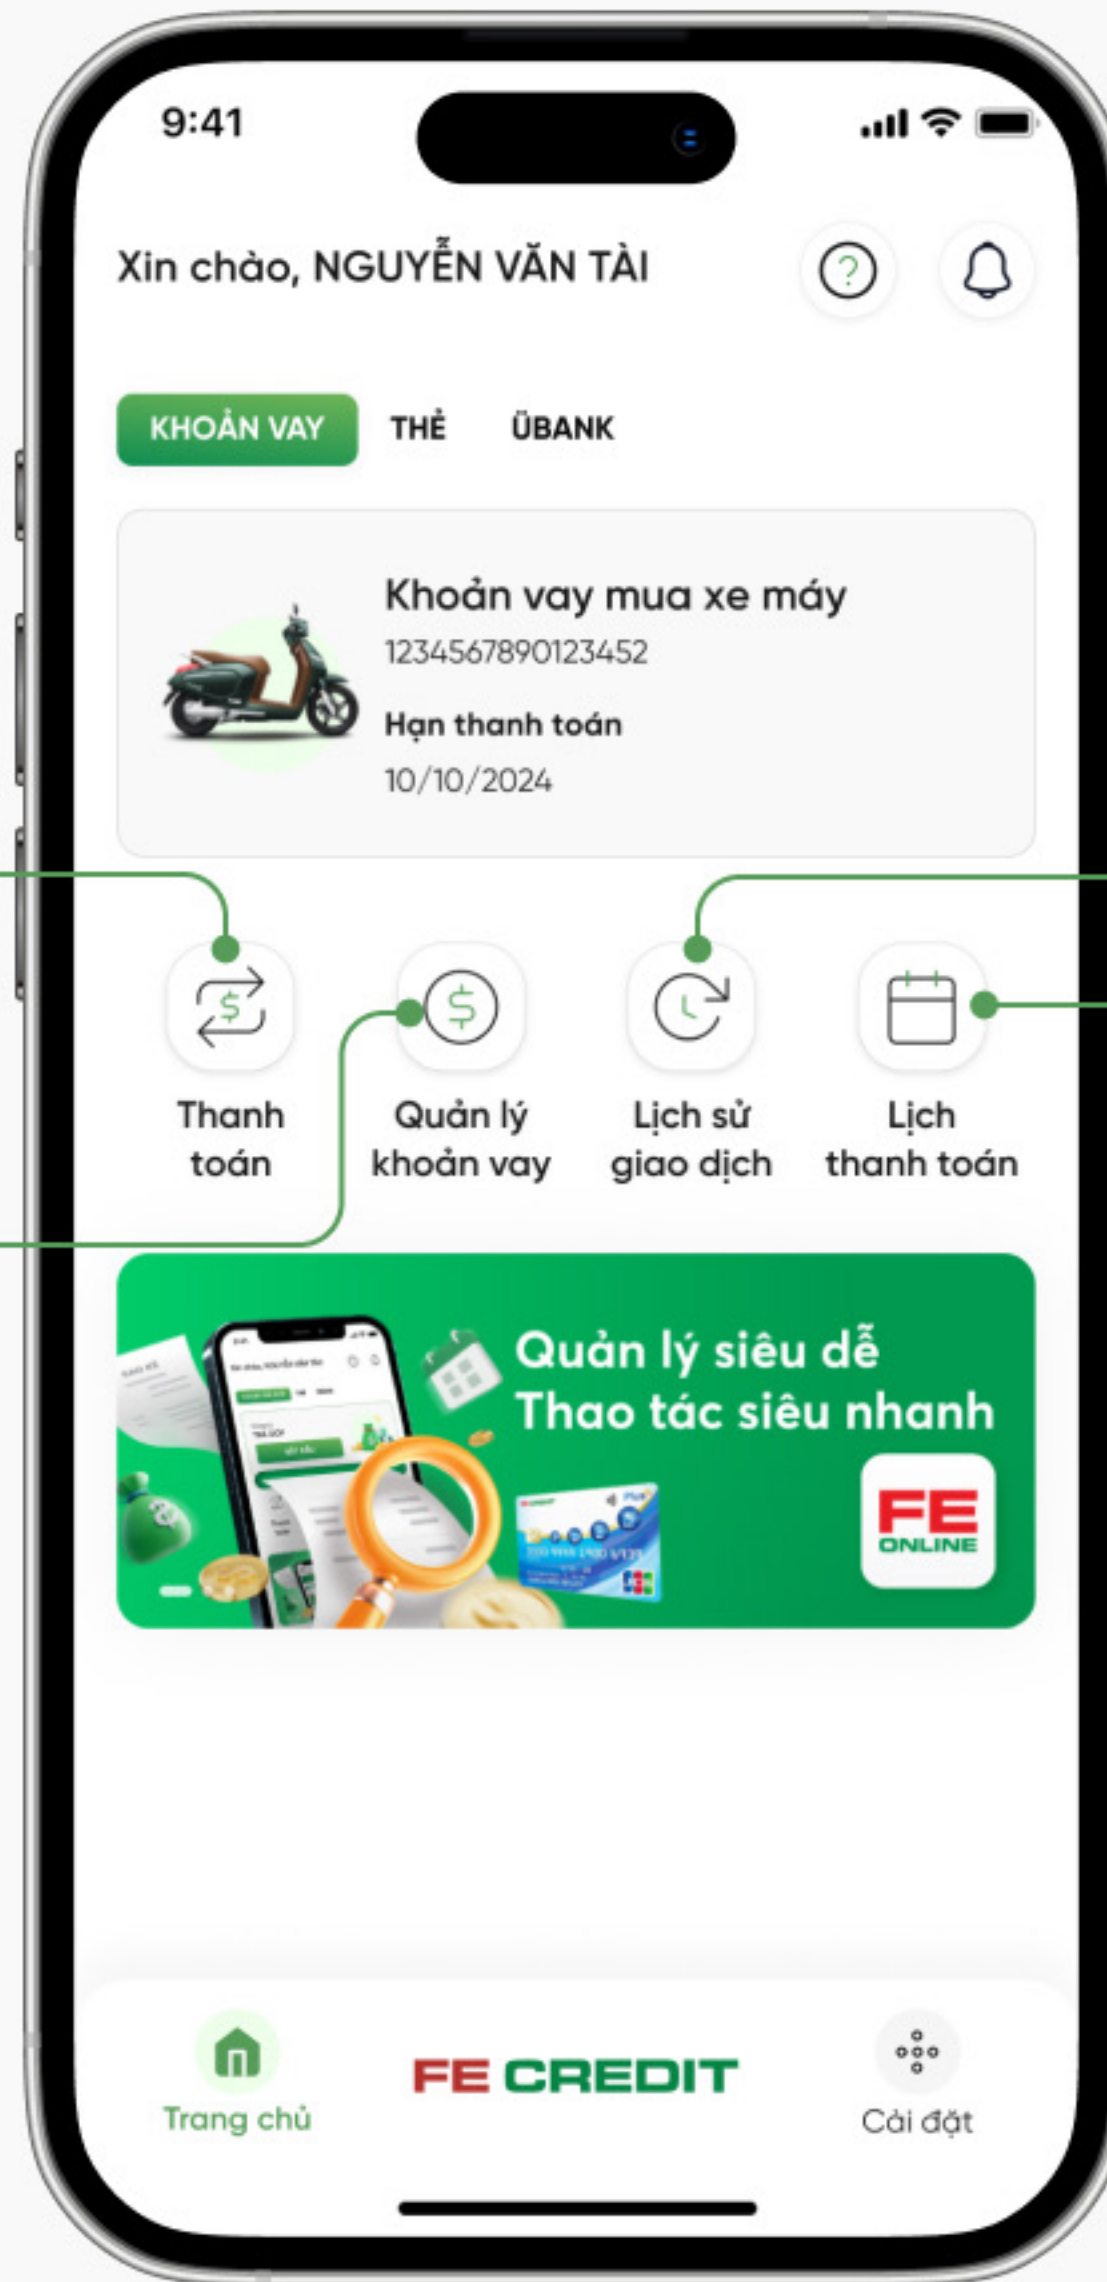 9:41
Xin chào, NGUYỄN VĂN TÀI
KHOẢN VAY THẺ ÜBANK
Khoản vay mua xe máy
1234567890123452
Hạn thanh toán
10/10/2024
Thanh toán
Quản lý khoản vay
Lịch sử giao dịch
Lịch thanh toán
Quản lý siêu dễ
Thao tác siêu nhanh
FE
ONLINE
Trang chủ
FE CREDIT
Cài đặt